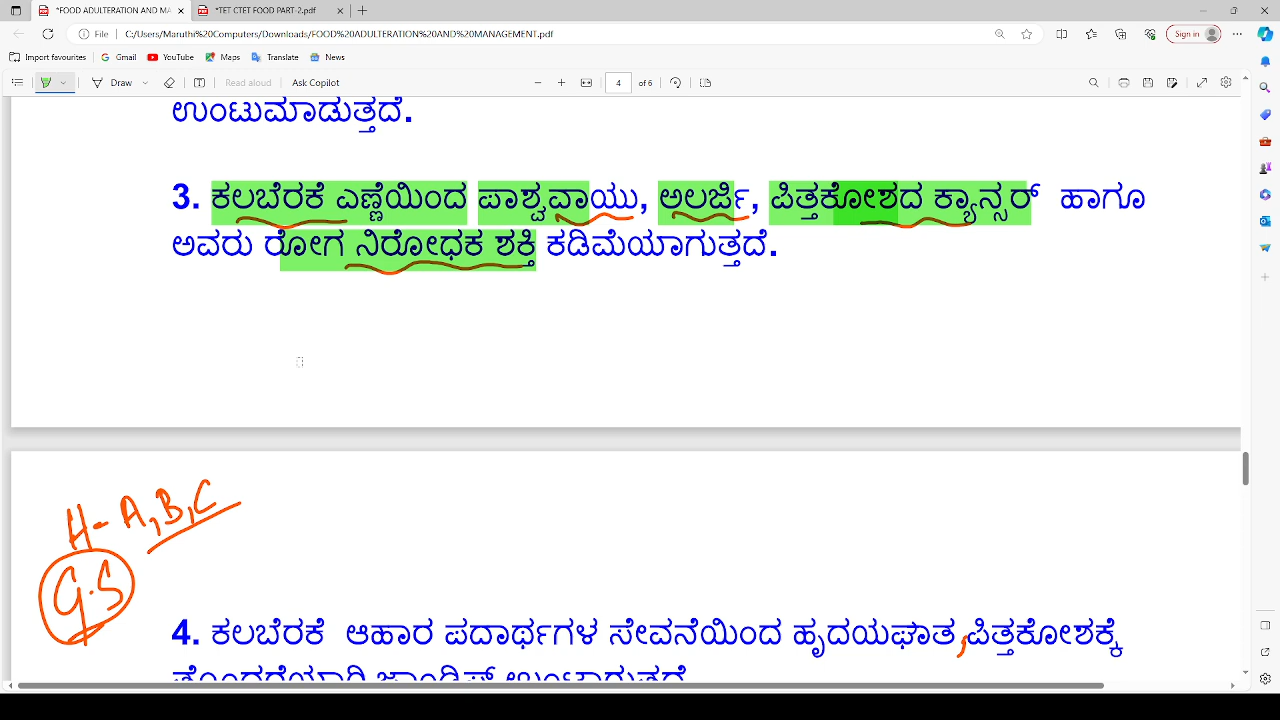 *FOOD ADULTERATION AND MA
*TET CTET FOOD PART-2.pdf
File
C:/Users/Maruthi%20Computers/Downloads/FOOD%20ADULTERATION%20AND%20MANAGEMENT.pdf
Sign in
Import favourites
Gmail
YouTube
Maps
Translate
News
Draw
Read aloud
Ask Copilot
4 of 6
ಉಂಟುಮಾಡುತ್ತದೆ.
3. ಕಲಬೆರಕೆ ಎಣ್ಣೆಯಿಂದ ಪಾಶ್ವವಾಯು, ಅಲರ್ಜಿ, ಪಿತ್ತಕೋಶದ ಕ್ಯಾನ್ಸರ್ ಹಾಗೂ
ಅವರು ರೋಗ ನಿರೋಧಕ ಶಕ್ತಿ ಕಡಿಮೆಯಾಗುತ್ತದೆ.
H- A,B,C
G.S
4. ಕಲಬೆರಕೆ ಆಹಾರ ಪದಾರ್ಥಗಳ ಸೇವನೆಯಿಂದ ಹೃದಯಘಾತ,ಪಿತ್ತಕೋಶಕ್ಕೆ
ತೊಂದರೆಯಾಗಿ ಜಾಂಡಿಸ್ ಉಂಟಾಗುತ್ತದೆ